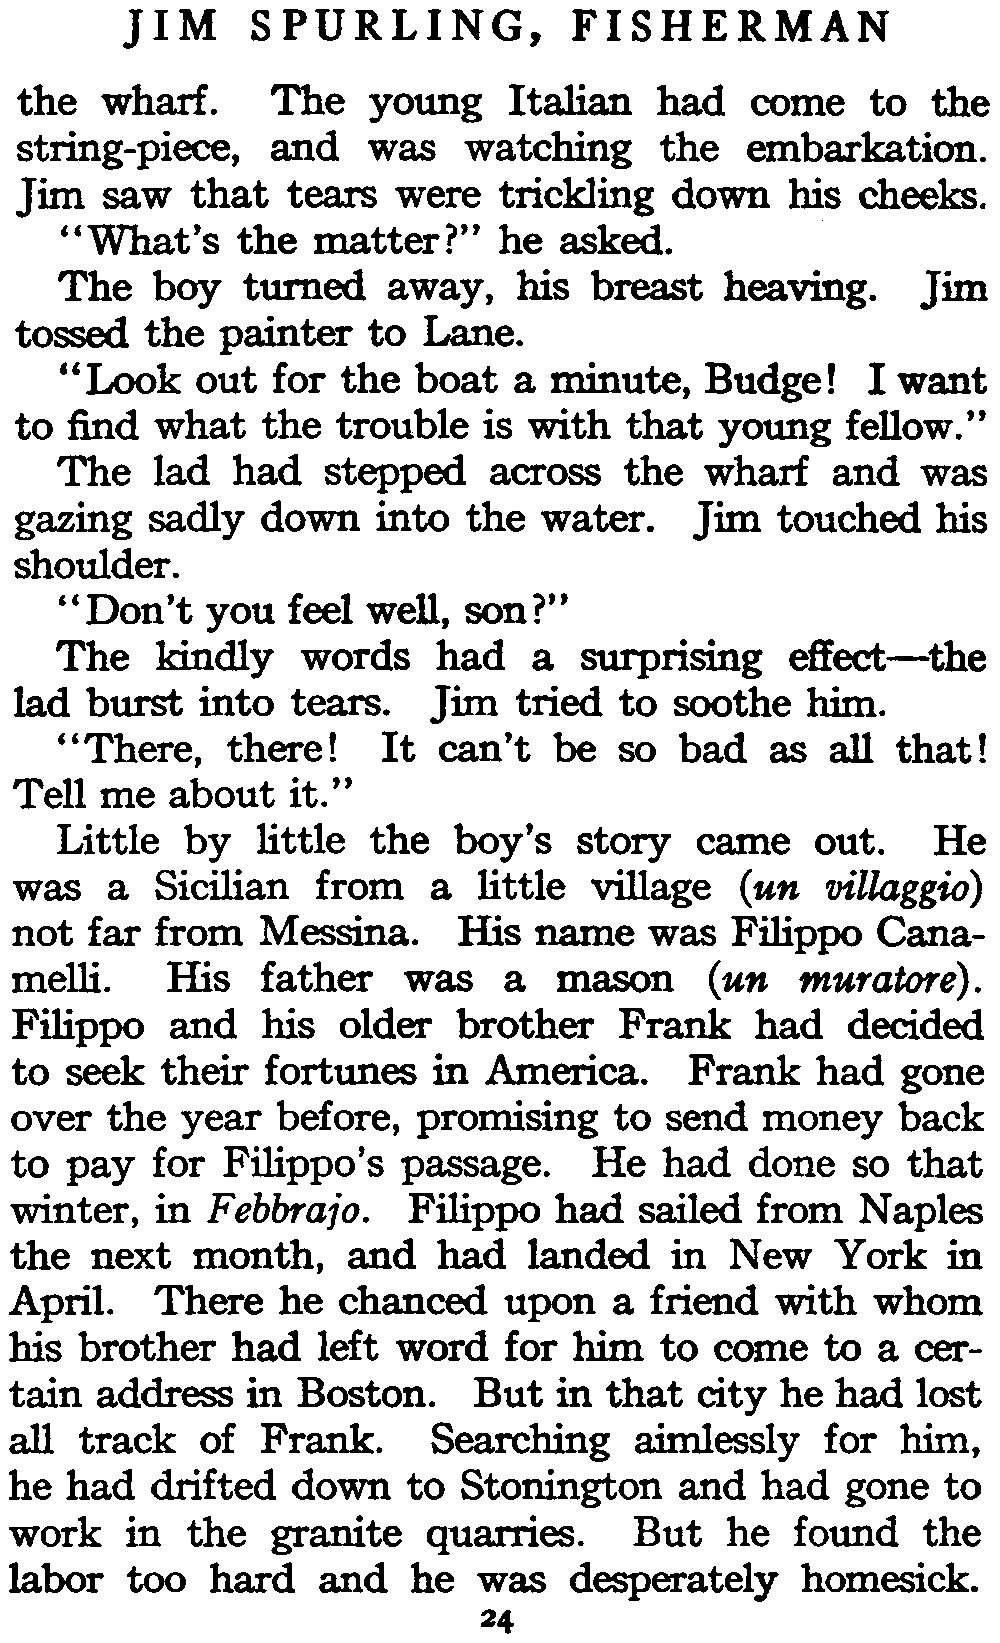 JIM SPURLING, FISHERMAN
the wharf. The young Italian had come to the
string-piece, and was watching the embarkation.
Jim saw that tears were trickling down his cheeks.
"What's the matter?" he asked.
The boy turned away, his breast heaving. Jim
tossed the painter to Lane.
"Look out for the boat a minute, Budge! I want
to find what the trouble is with that young fellow."
The lad had stepped across the wharf and was
gazing sadly down into the water. Jim touched his
shoulder.
"Don't you feel well, son?"
The kindly words had a surprising effect—the
lad burst into tears. Jim tried to soothe him.
"There, there! It can't be so bad as all that!
Tell me about it."
Little by little the boy's story came out. He
was a Sicilian from a little village (un villaggio)
not far from Messina. His name was Filippo Cana-
melli. His father was a mason (un muratore).
Filippo and his older brother Frank had decided
to seek their fortunes in America. Frank had gone
over the year before, promising to send money back
to pay for Filippo's passage. He had done so that
winter, in Febbrajo. Filippo had sailed from Naples
the next month, and had landed in New York in
April. There he chanced upon a friend with whom
his brother had left word for him to come to a cer-
tain address in Boston. But in that city he had lost
all track of Frank. Searching aimlessly for him,
he had drifted down to Stonington and had gone to
work in the granite quarries. But he found the
labor too hard and he was desperately homesick.
24